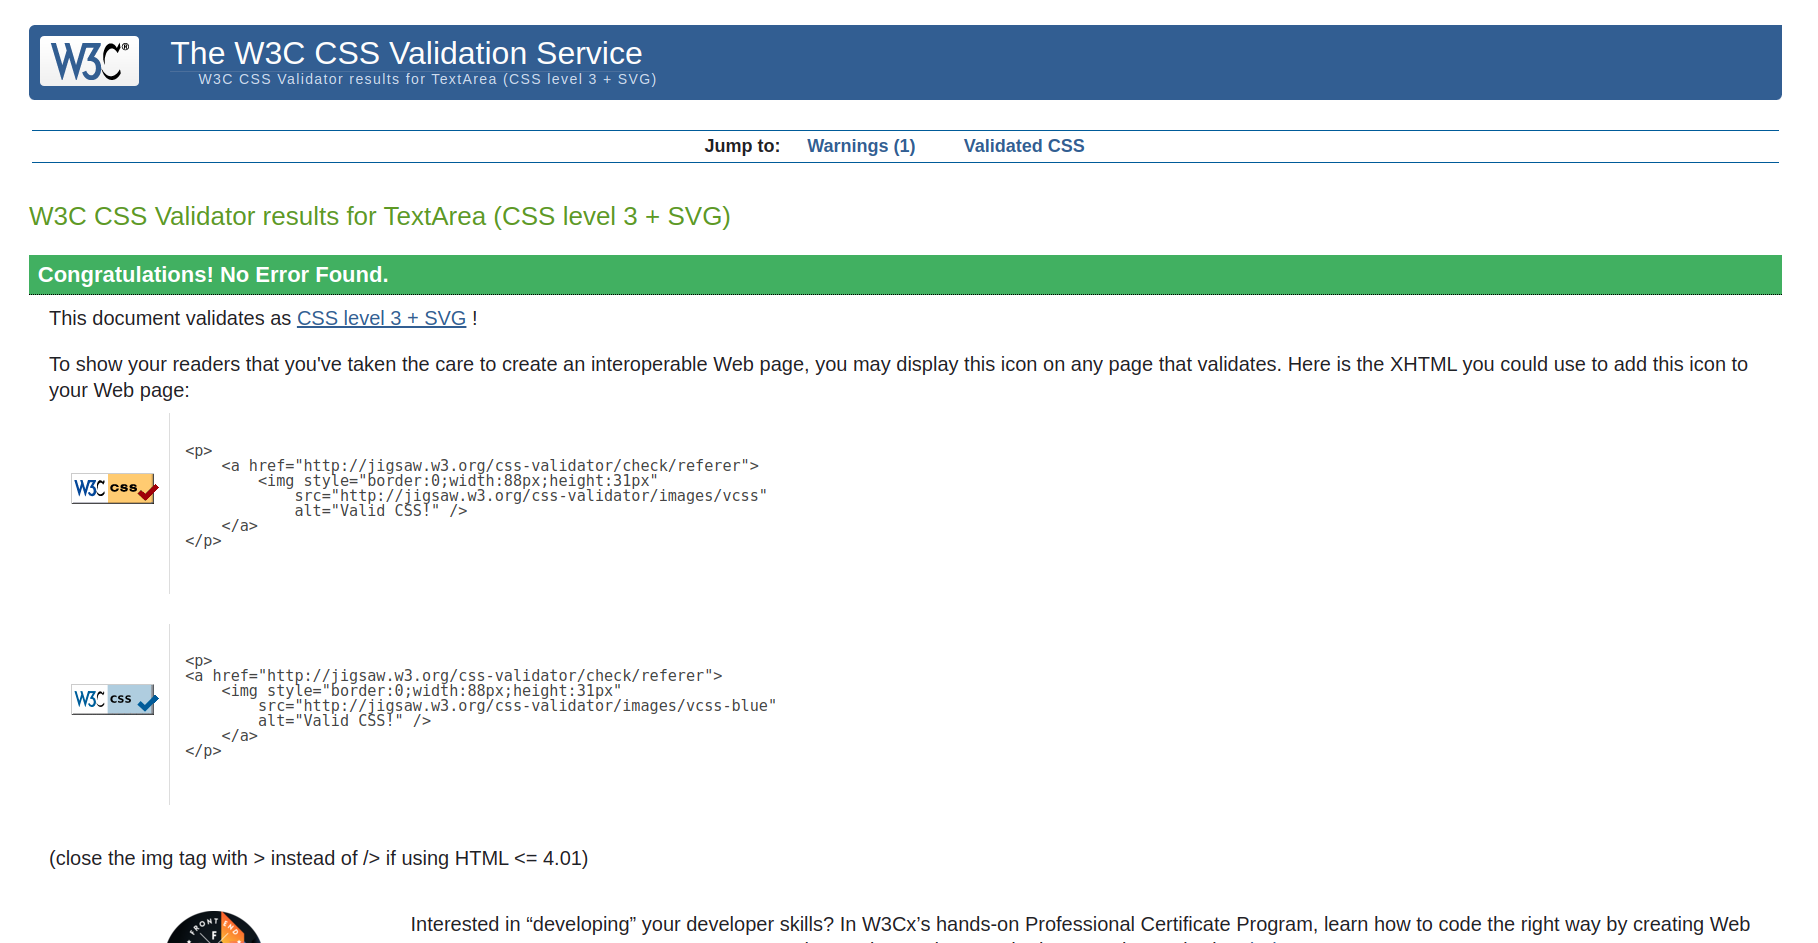 W3C®
The W3C CSS Validation Service
W3C CSS Validator results for TextArea (CSS level 3 + SVG)
Jump to: Warnings (1) Validated CSS
W3C CSS Validator results for TextArea (CSS level 3 + SVG)
Congratulations! No Error Found.
This document validates as CSS level 3 + SVG !
To show your readers that you've taken the care to create an interoperable Web page, you may display this icon on any page that validates. Here is the XHTML you could use to add this icon to
your Web page:
W3C css
<p>
    <a href="http://jigsaw.w3.org/css-validator/check/referer">
        <img style="border:0;width:88px;height:31px"
            src="http://jigsaw.w3.org/css-validator/images/vcss"
            alt="Valid CSS!" />
    </a>
</p>
W3C css
<p>
<a href="http://jigsaw.w3.org/css-validator/check/referer">
    <img style="border:0;width:88px;height:31px"
        src="http://jigsaw.w3.org/css-validator/images/vcss-blue"
        alt="Valid CSS!" />
    </a>
</p>
(close the img tag with > instead of /> if using HTML <= 4.01)
FRONT END
F
Interested in “developing” your developer skills? In W3Cx’s hands-on Professional Certificate Program, learn how to code the right way by creating Web